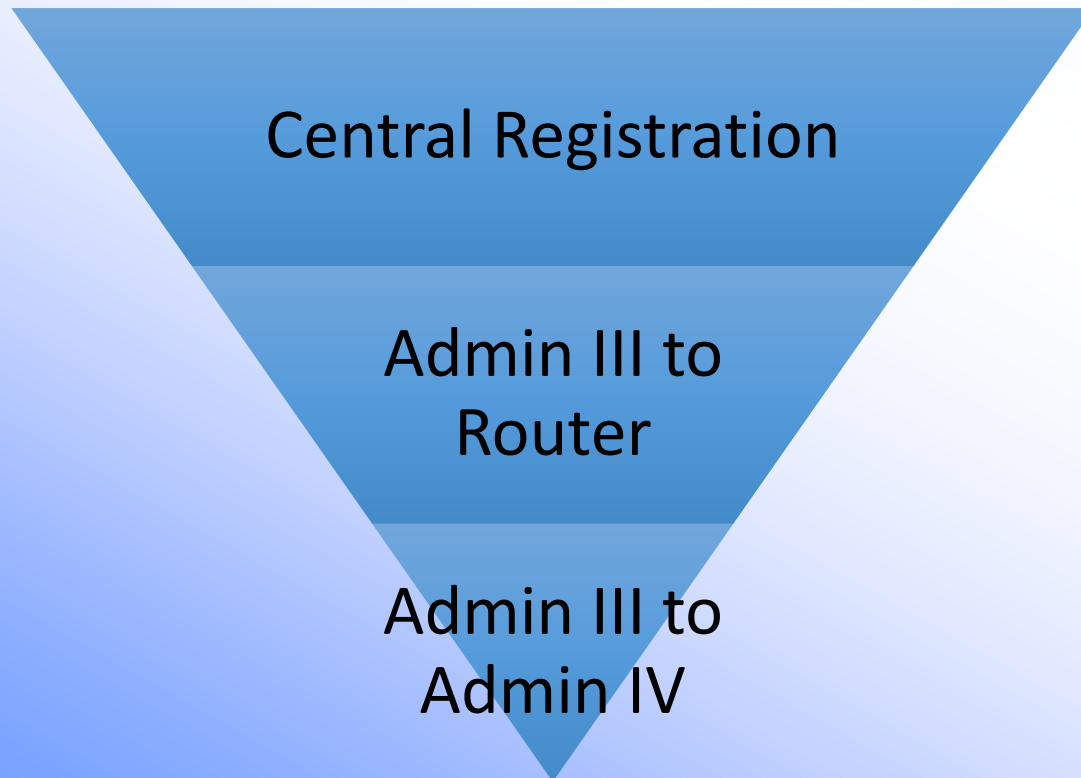 Central Registration
Admin III to
Router
Admin III to
Admin IV